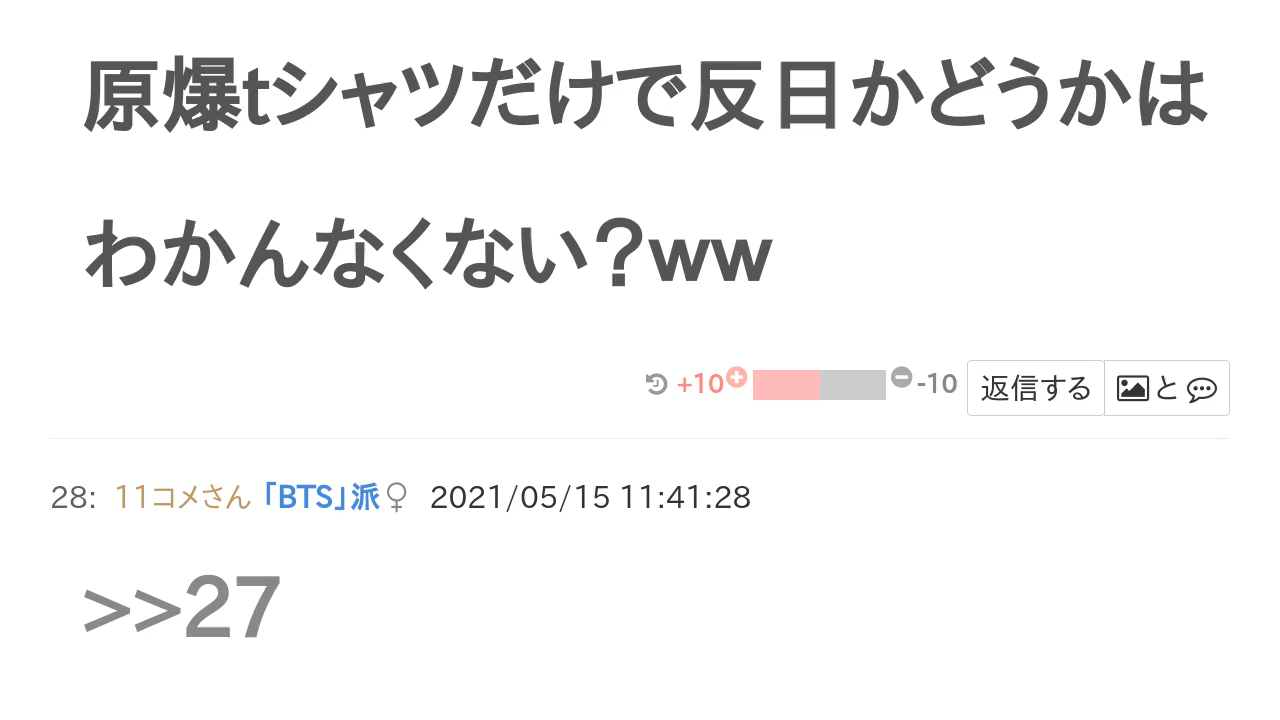 原爆tシャツだけで反日かどうかは
わかんなくない？ww
+10 -10 返信する と
28: 11コメさん 「BTS」派♀ 2021/05/15 11:41:28
>>27